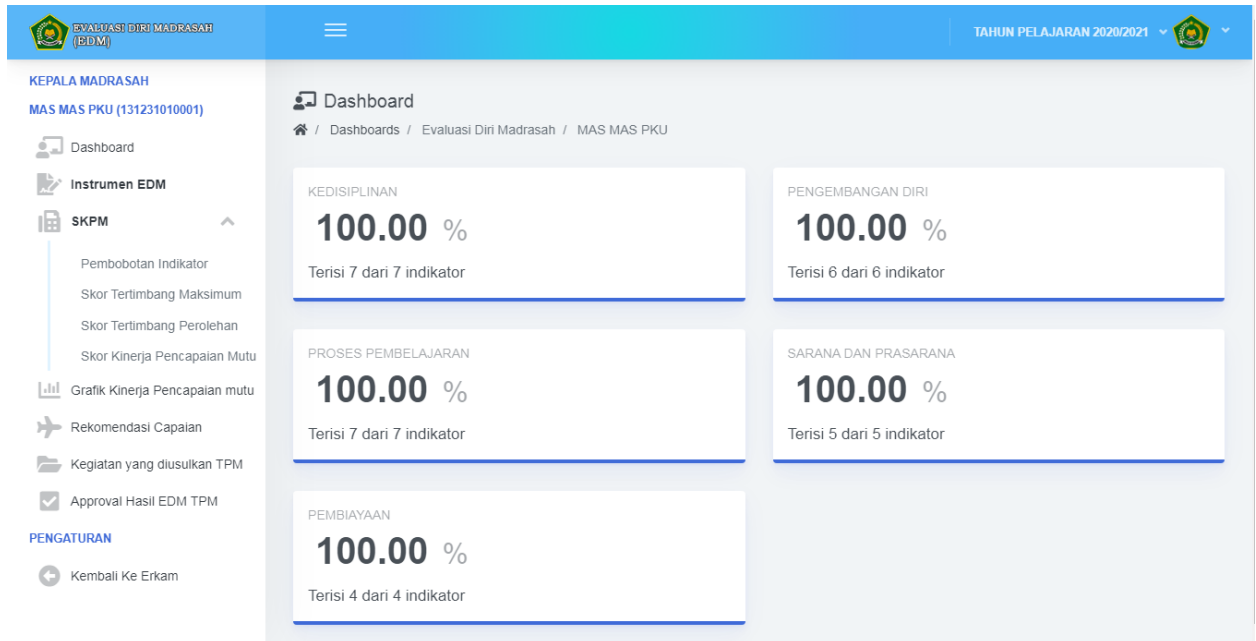 EVALUASI DIRI MADRASAH
(EDM)
TAHUN PELAJARAN 2020/2021
KEPALA MADRASAH
MAS MAS PKU (131231010001)
Dashboard
Instrumen EDM
SKPM
Pembobotan Indikator
Skor Tertimbang Maksimum
Skor Tertimbang Perolehan
Skor Kinerja Pencapaian Mutu
Grafik Kinerja Pencapaian mutu
Rekomendasi Capaian
Kegiatan yang diusulkan TPM
Approval Hasil EDM TPM
PENGATURAN
Kembali Ke Erkam
Dashboard
/ Dashboards / Evaluasi Diri Madrasah / MAS MAS PKU
KEDISIPLINAN
100.00 %
Terisi 7 dari 7 indikator
PENGEMBANGAN DIRI
100.00 %
Terisi 6 dari 6 indikator
PROSES PEMBELAJARAN
100.00 %
Terisi 7 dari 7 indikator
SARANA DAN PRASARANA
100.00 %
Terisi 5 dari 5 indikator
PEMBIAYAAN
100.00 %
Terisi 4 dari 4 indikator